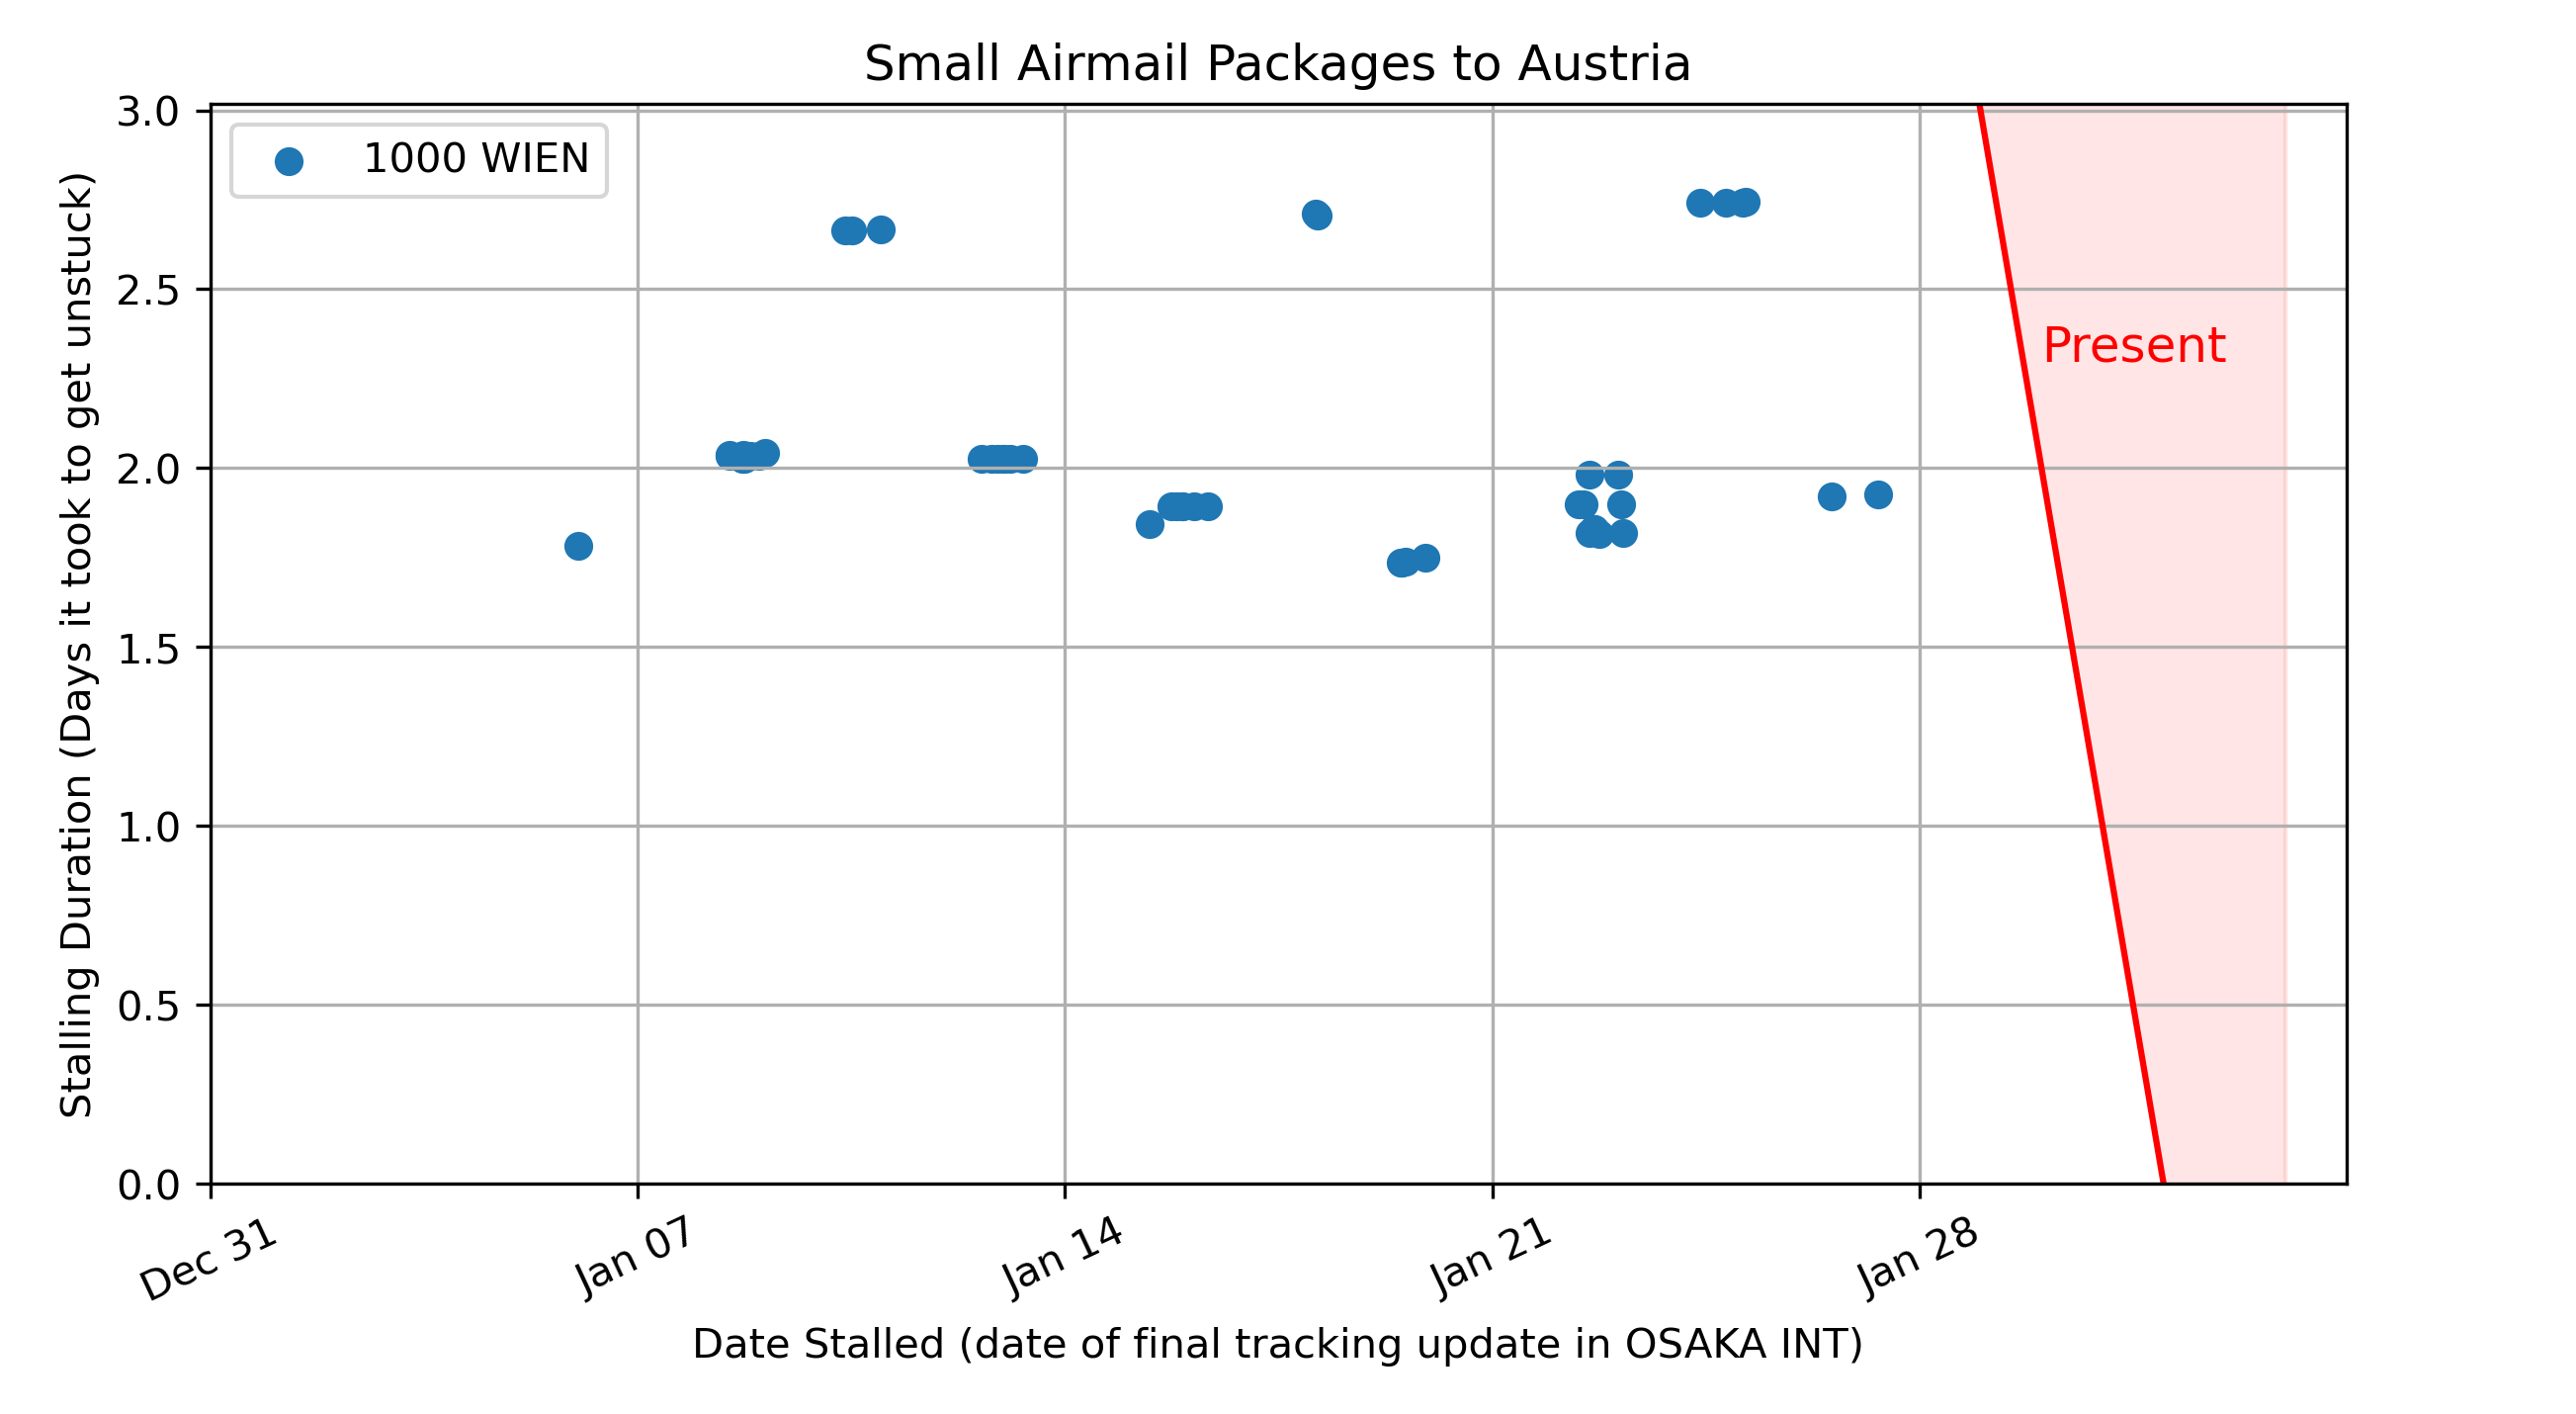 Small Airmail Packages to Austria
3.0
1000 WIEN
2.5
Present
2.0
1.5
1.0
0.5
0.0
Stalling Duration (Days it took to get unstuck)
Dec 31
Jan 07
Jan 14
Jan 21
Jan 28
Date Stalled (date of final tracking update in OSAKA INT)